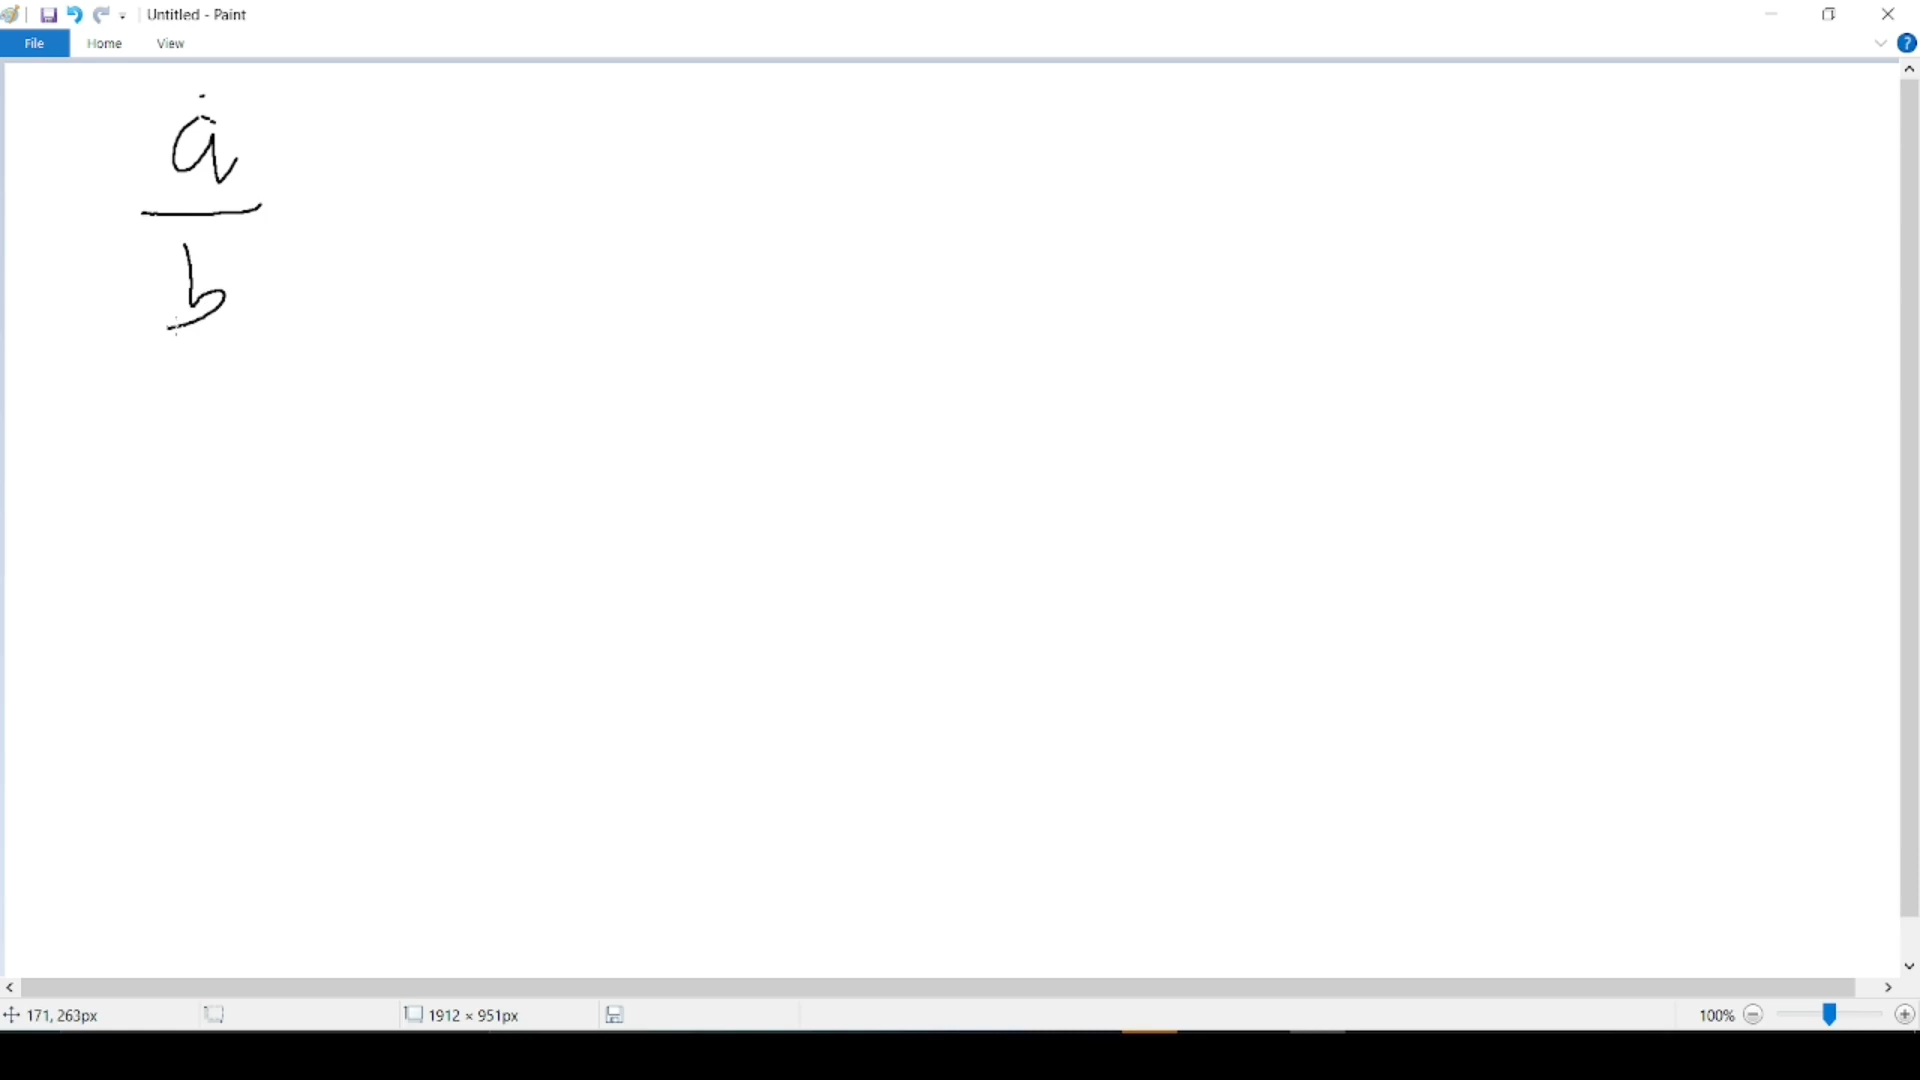 Untitled - Paint
File Home View
a
b
171, 263px 1912 × 951px 100%